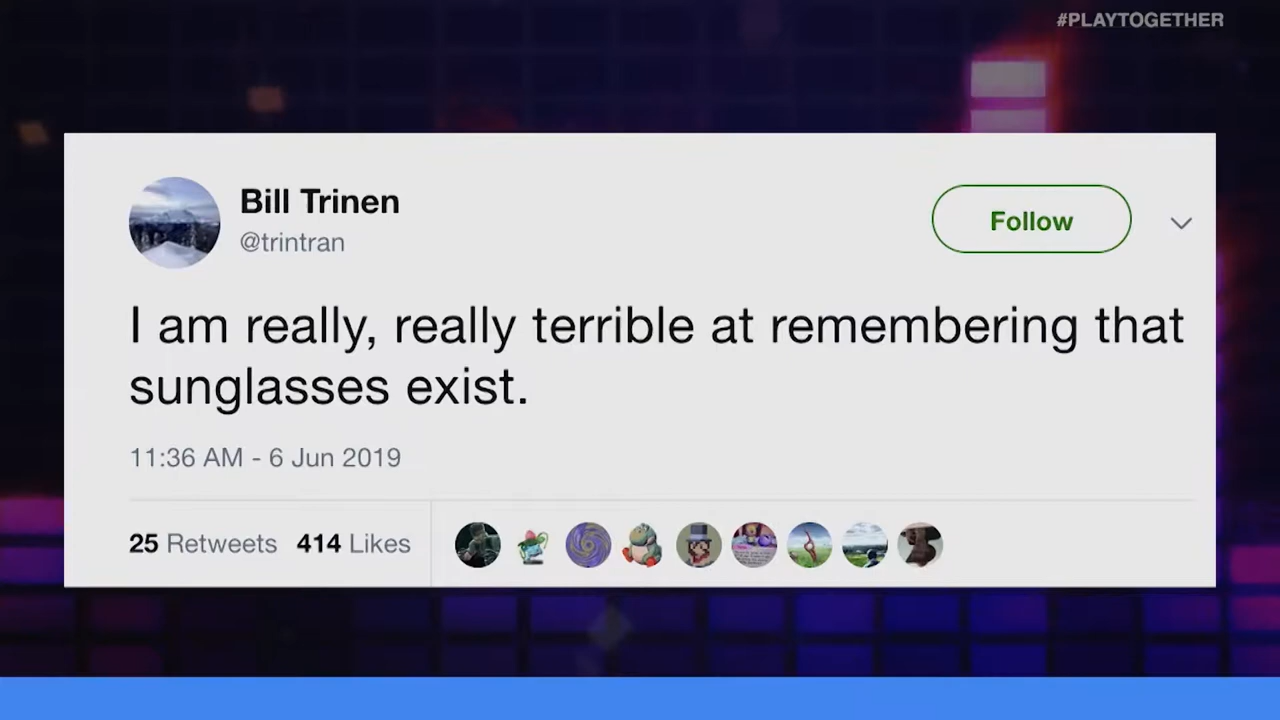 #PLAYTOGETHER
Bill Trinen
@trintran
Follow
I am really, really terrible at remembering that
sunglasses exist.
11:36 AM - 6 Jun 2019
25 Retweets 414 Likes